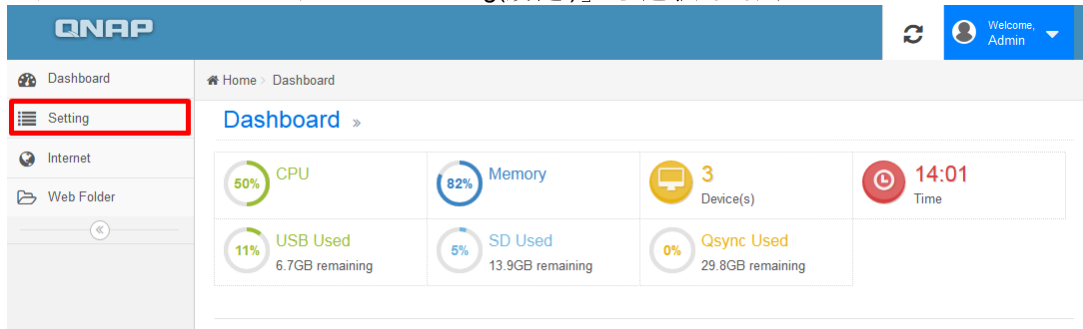 QNAP
Welcome,
Admin
Dashboard
Home > Dashboard
Setting
Dashboard »
Internet
Web Folder
50% CPU
82% Memory
3
Device(s)
14:01
Time
11% USB Used
6.7GB remaining
5% SD Used
13.9GB remaining
0% Qsync Used
29.8GB remaining